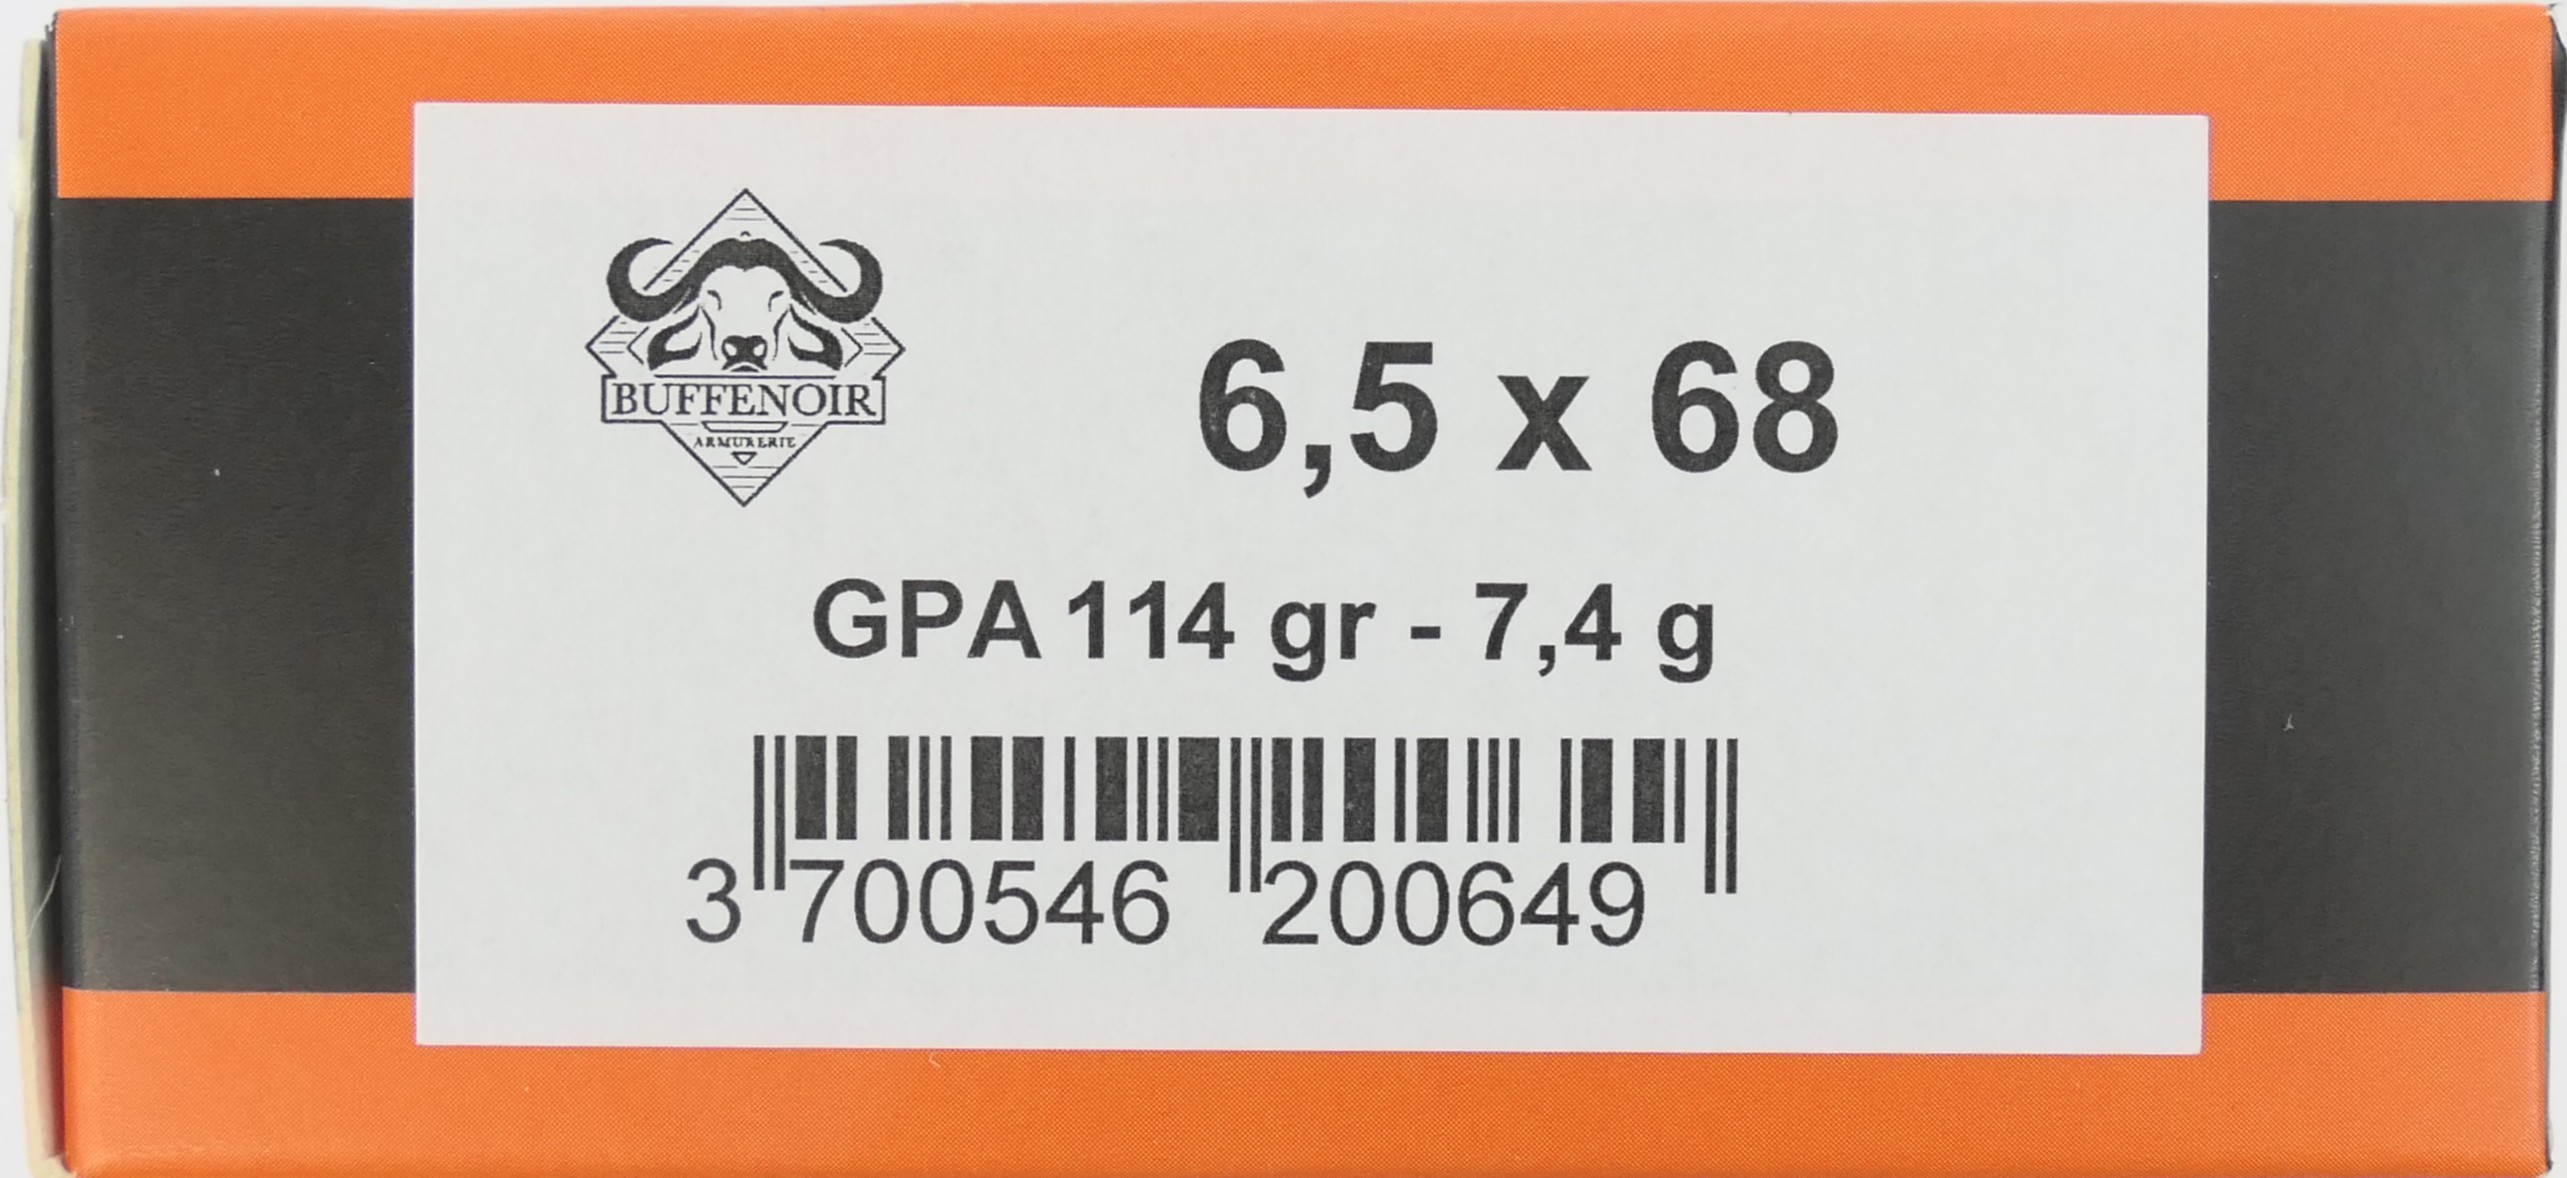 BUFFENOIR
ARMURERIE
6,5 x 68
GPA 114 gr - 7,4 g
3 700546 200649